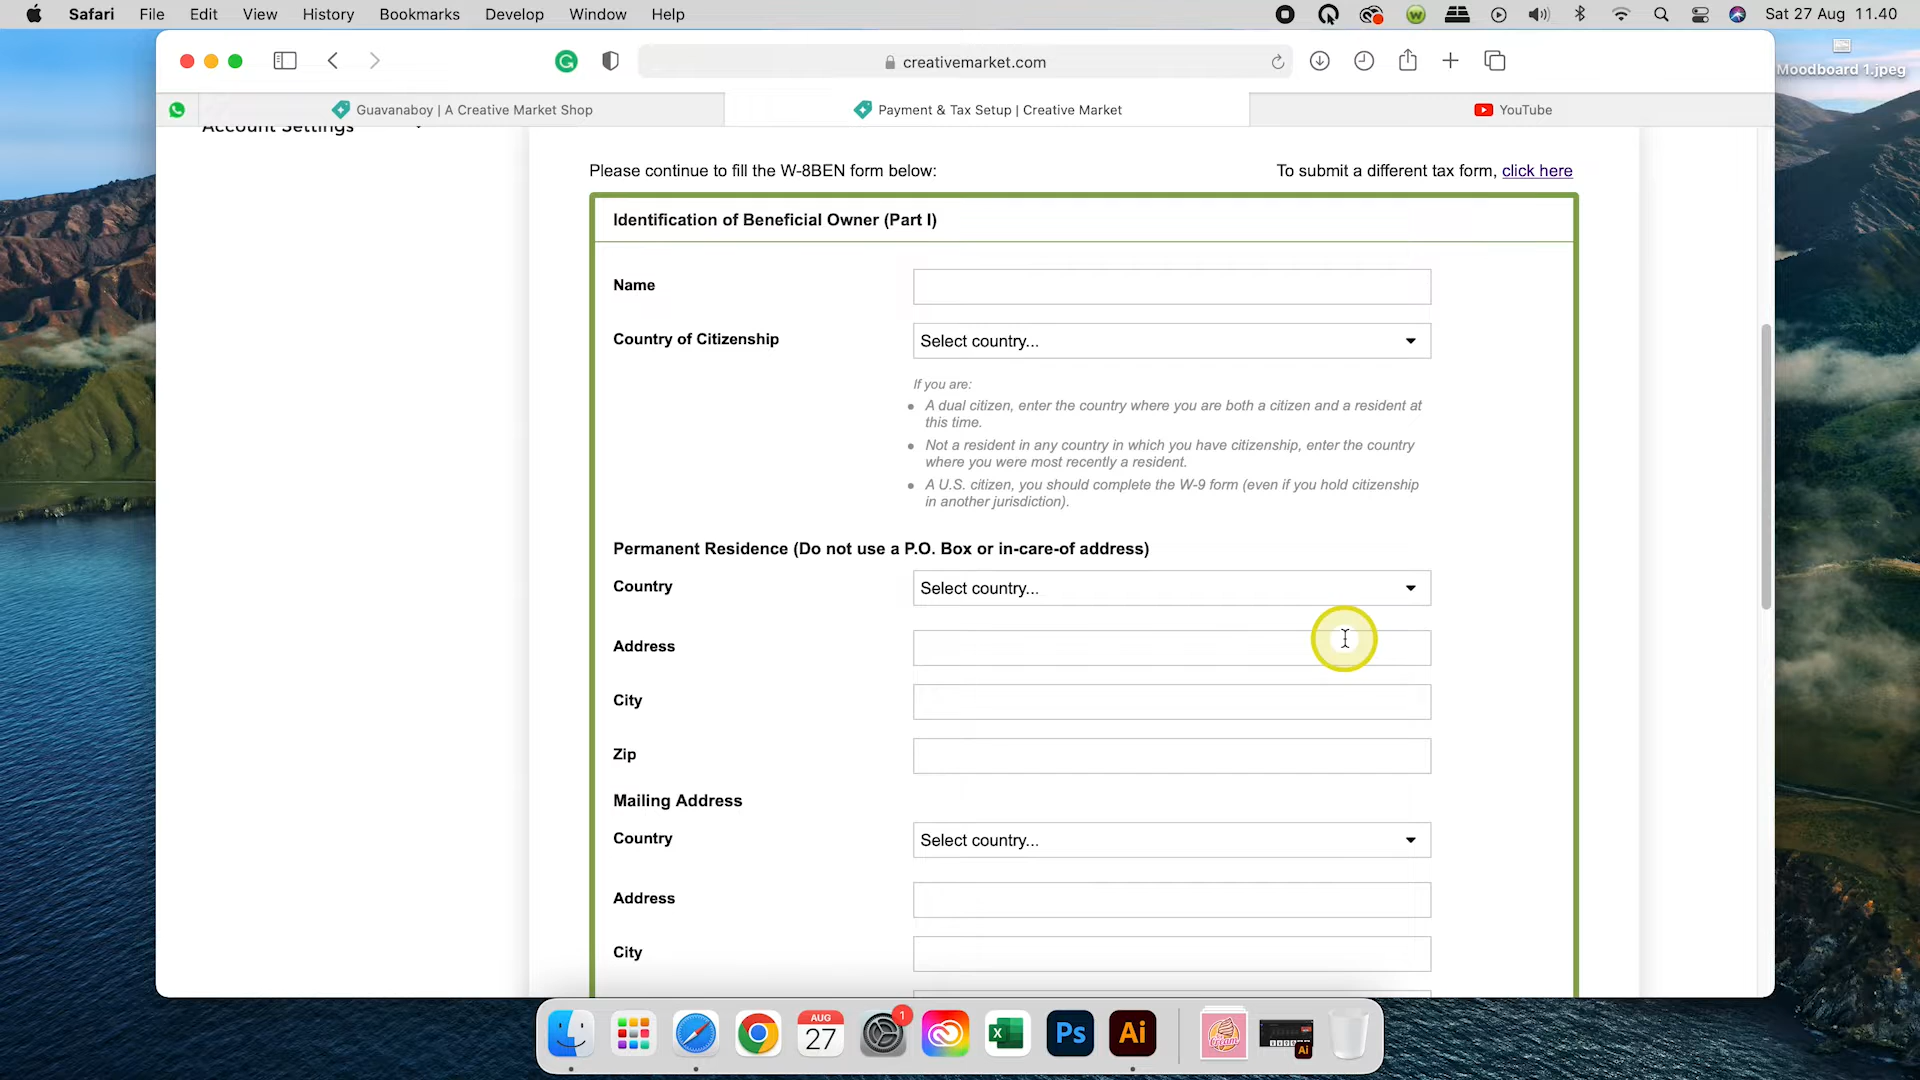 Safari File Edit View History Bookmarks Develop Window Help Sat 27 Aug 11.40
creativemarket.com
Moodboard 1.jpeg
Guavanaboy | A Creative Market Shop
Payment & Tax Setup | Creative Market
YouTube
Account Settings
Please continue to fill the W-8BEN form below:
To submit a different tax form, click here
Identification of Beneficial Owner (Part I)
Name
Country of Citizenship
Select country...
If you are:
A dual citizen, enter the country where you are both a citizen and a resident at
this time.
Not a resident in any country in which you have citizenship, enter the country
where you were most recently a resident.
A U.S. citizen, you should complete the W-9 form (even if you hold citizenship
in another jurisdiction).
Permanent Residence (Do not use a P.O. Box or in-care-of address)
Country
Select country...
Address
City
Zip
Mailing Address
Country
Select country...
Address
City
AUG
27
1
Ps
Ai
Ai